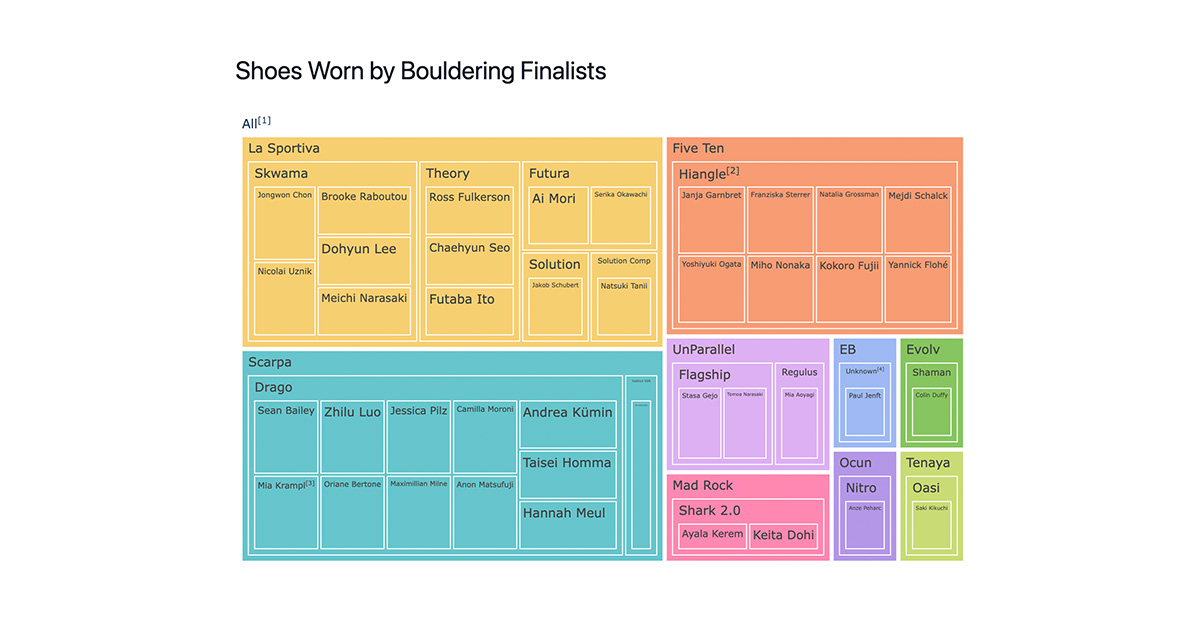 Shoes Worn by Bouldering Finalists
All[1]
La Sportiva
Skwama
Jongwon Chon
Brooke Raboutou
Dohyun Lee
Nicolai Uznik
Meichi Narasaki
Theory
Ross Fulkerson
Chaehyun Seo
Futaba Ito
Futura
Ai Mori
Serika Okawachi
Solution
Jakob Schubert
Solution Comp
Natsuki Tanii
Five Ten
Hiangle[2]
Janja Garnbret
Franziska Sterrer
Natalia Grossman
Mejdi Schalck
Yoshiyuki Ogata
Miho Nonaka
Kokoro Fujii
Yannick Flohé
Scarpa
Drago
Sean Bailey
Zhilu Luo
Jessica Pilz
Camilla Moroni
Andrea Kümin
Taisei Homma
Mia Krampl[3]
Oriane Bertone
Maximillian Milne
Anon Matsufuji
Hannah Meul
UnParallel
Flagship
Stasa Gejo
Tomoa Narasaki
Regulus
Mia Aoyagi
Mad Rock
Shark 2.0
Ayala Kerem
Keita Dohi
EB
Unknown[4]
Paul Jenft
Evolv
Shaman
Colin Duffy
Ocun
Nitro
Anze Peharc
Tenaya
Oasi
Saki Kikuchi